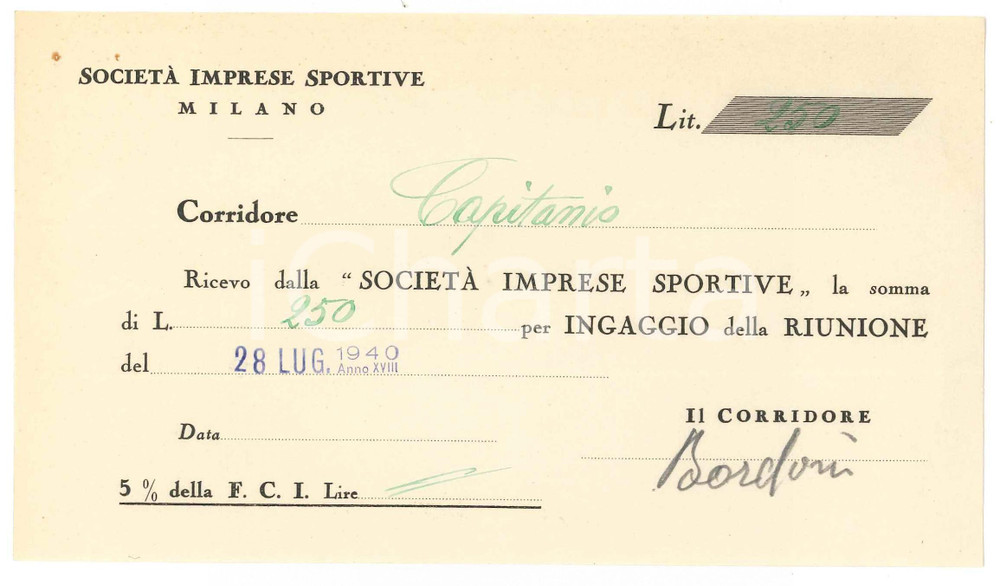 SOCIETÀ IMPRESE SPORTIVE
MILANO
Lit. 250
Corridore Capitanio
Ricevo dalla “SOCIETÀ IMPRESE SPORTIVE„ la somma
di L. 250 per INGAGGIO della RIUNIONE
del 28 LUG. 1940 Anno XVIII
Il CORRIDORE
Data
Bordoni
5 % della F. C. I. Lire
iCharta